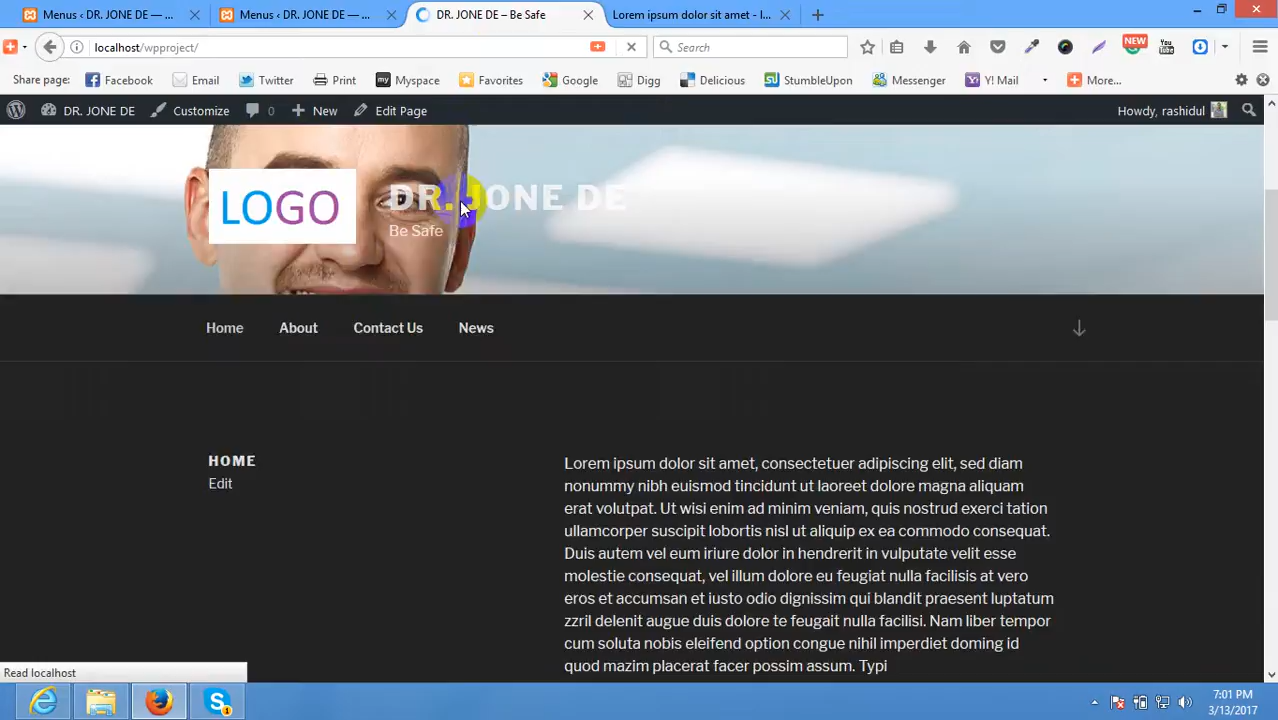 Menus ‹ DR. JONE DE — ...
Menus ‹ DR. JONE DE — ...
DR. JONE DE – Be Safe
Lorem ipsum dolor sit amet - l...
localhost/wpproject/
Search
NEW
You
Tube
Share page:
Facebook
Email
Twitter
Print
my
Myspace
Favorites
Google
Digg
Delicious
SU
StumbleUpon
Messenger
Y! Mail
More...
DR. JONE DE
Customize
0
New
Edit Page
Howdy, rashidul
LOGO
DR. JONE DE
Be Safe
Home
About
Contact Us
News
HOME
Edit
Lorem ipsum dolor sit amet, consectetuer adipiscing elit, sed diam
nonummy nibh euismod tincidunt ut laoreet dolore magna aliquam
erat volutpat. Ut wisi enim ad minim veniam, quis nostrud exerci tation
ullamcorper suscipit lobortis nisl ut aliquip ex ea commodo consequat.
Duis autem vel eum iriure dolor in hendrerit in vulputate velit esse
molestie consequat, vel illum dolore eu feugiat nulla facilisis at vero
eros et accumsan et iusto odio dignissim qui blandit praesent luptatum
zzril delenit augue duis dolore te feugait nulla facilisi. Nam liber tempor
cum soluta nobis eleifend option congue nihil imperdiet doming id
quod mazim placerat facer possim assum. Typi
Read localhost
7:01 PM
3/13/2017